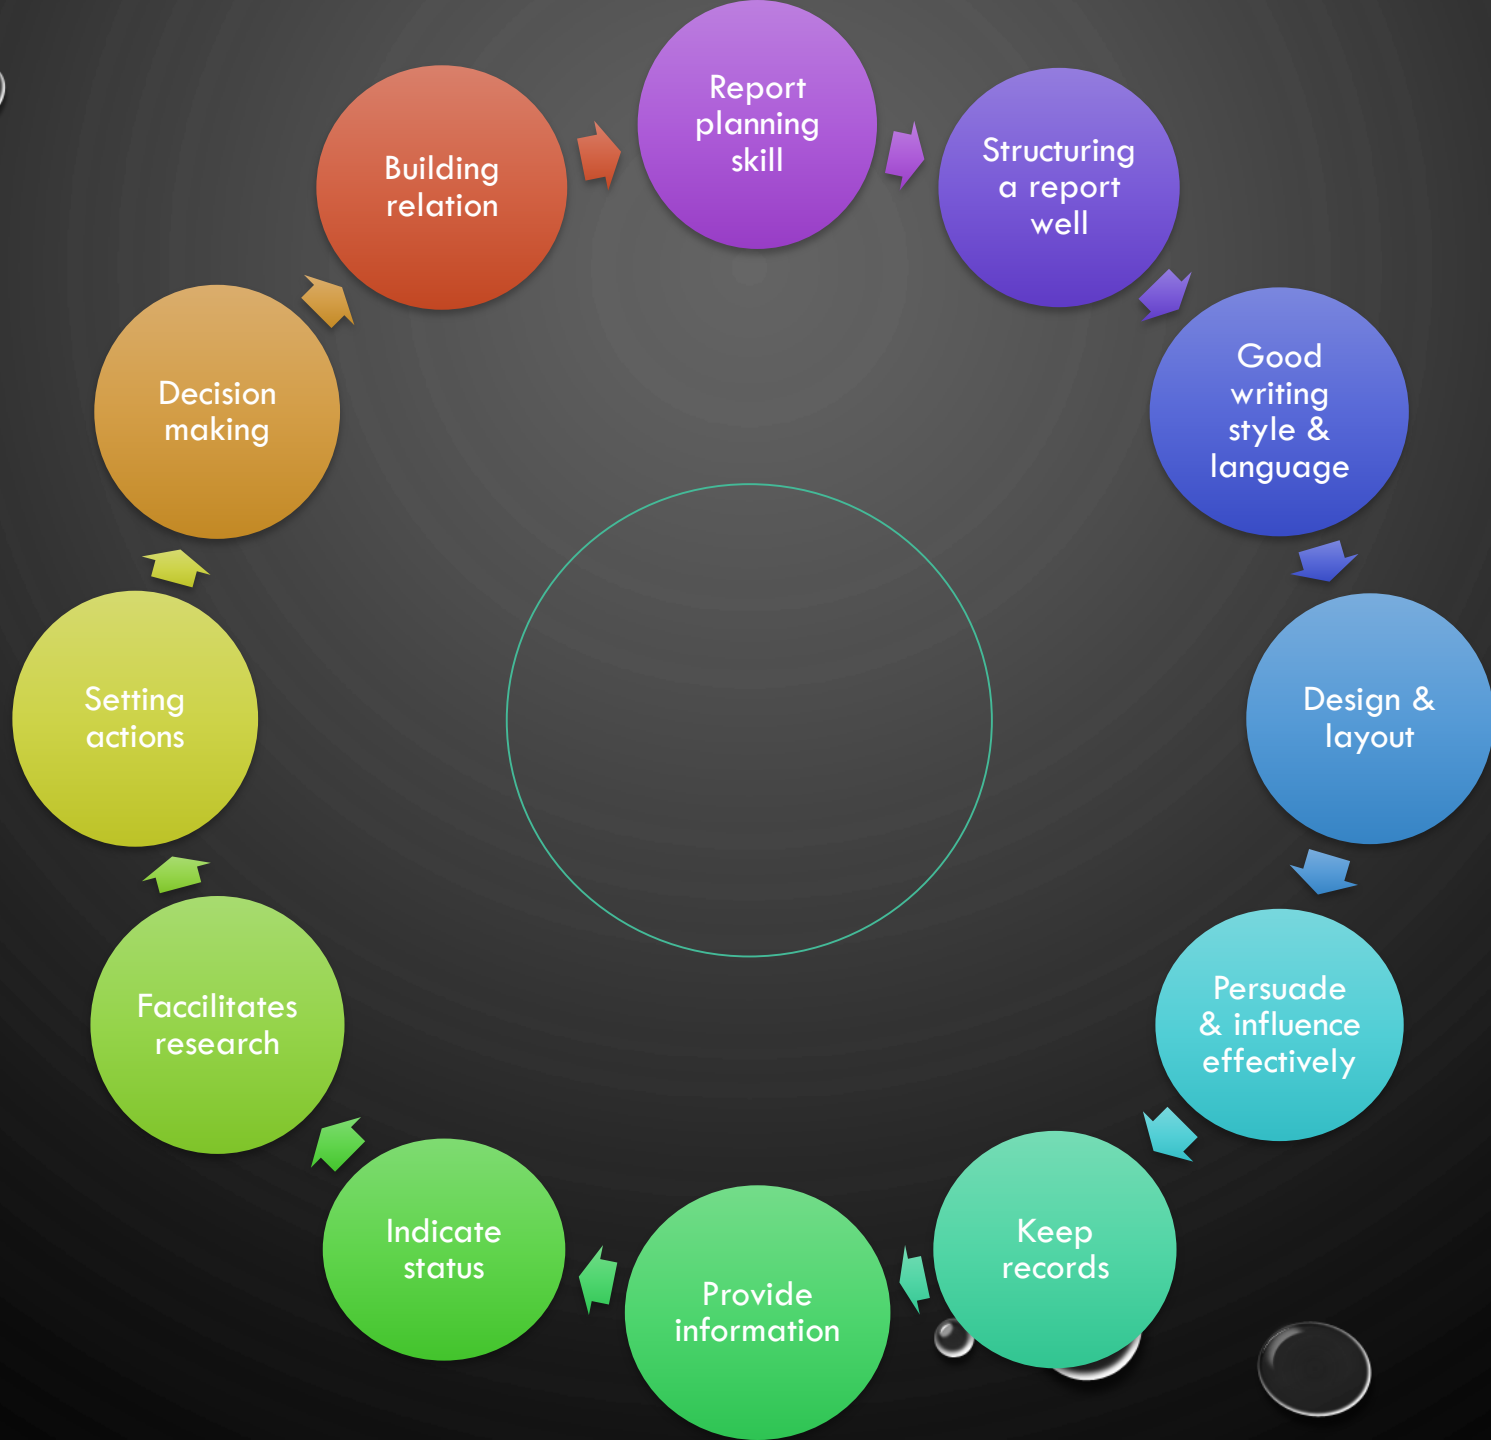 Report
planning
skill
Structuring
a report
well
Good
writing
style &
language
Design &
layout
Persuade
& influence
effectively
Keep
records
Provide
information
Indicate
status
Faccilitates
research
Setting
actions
Decision
making
Building
relation